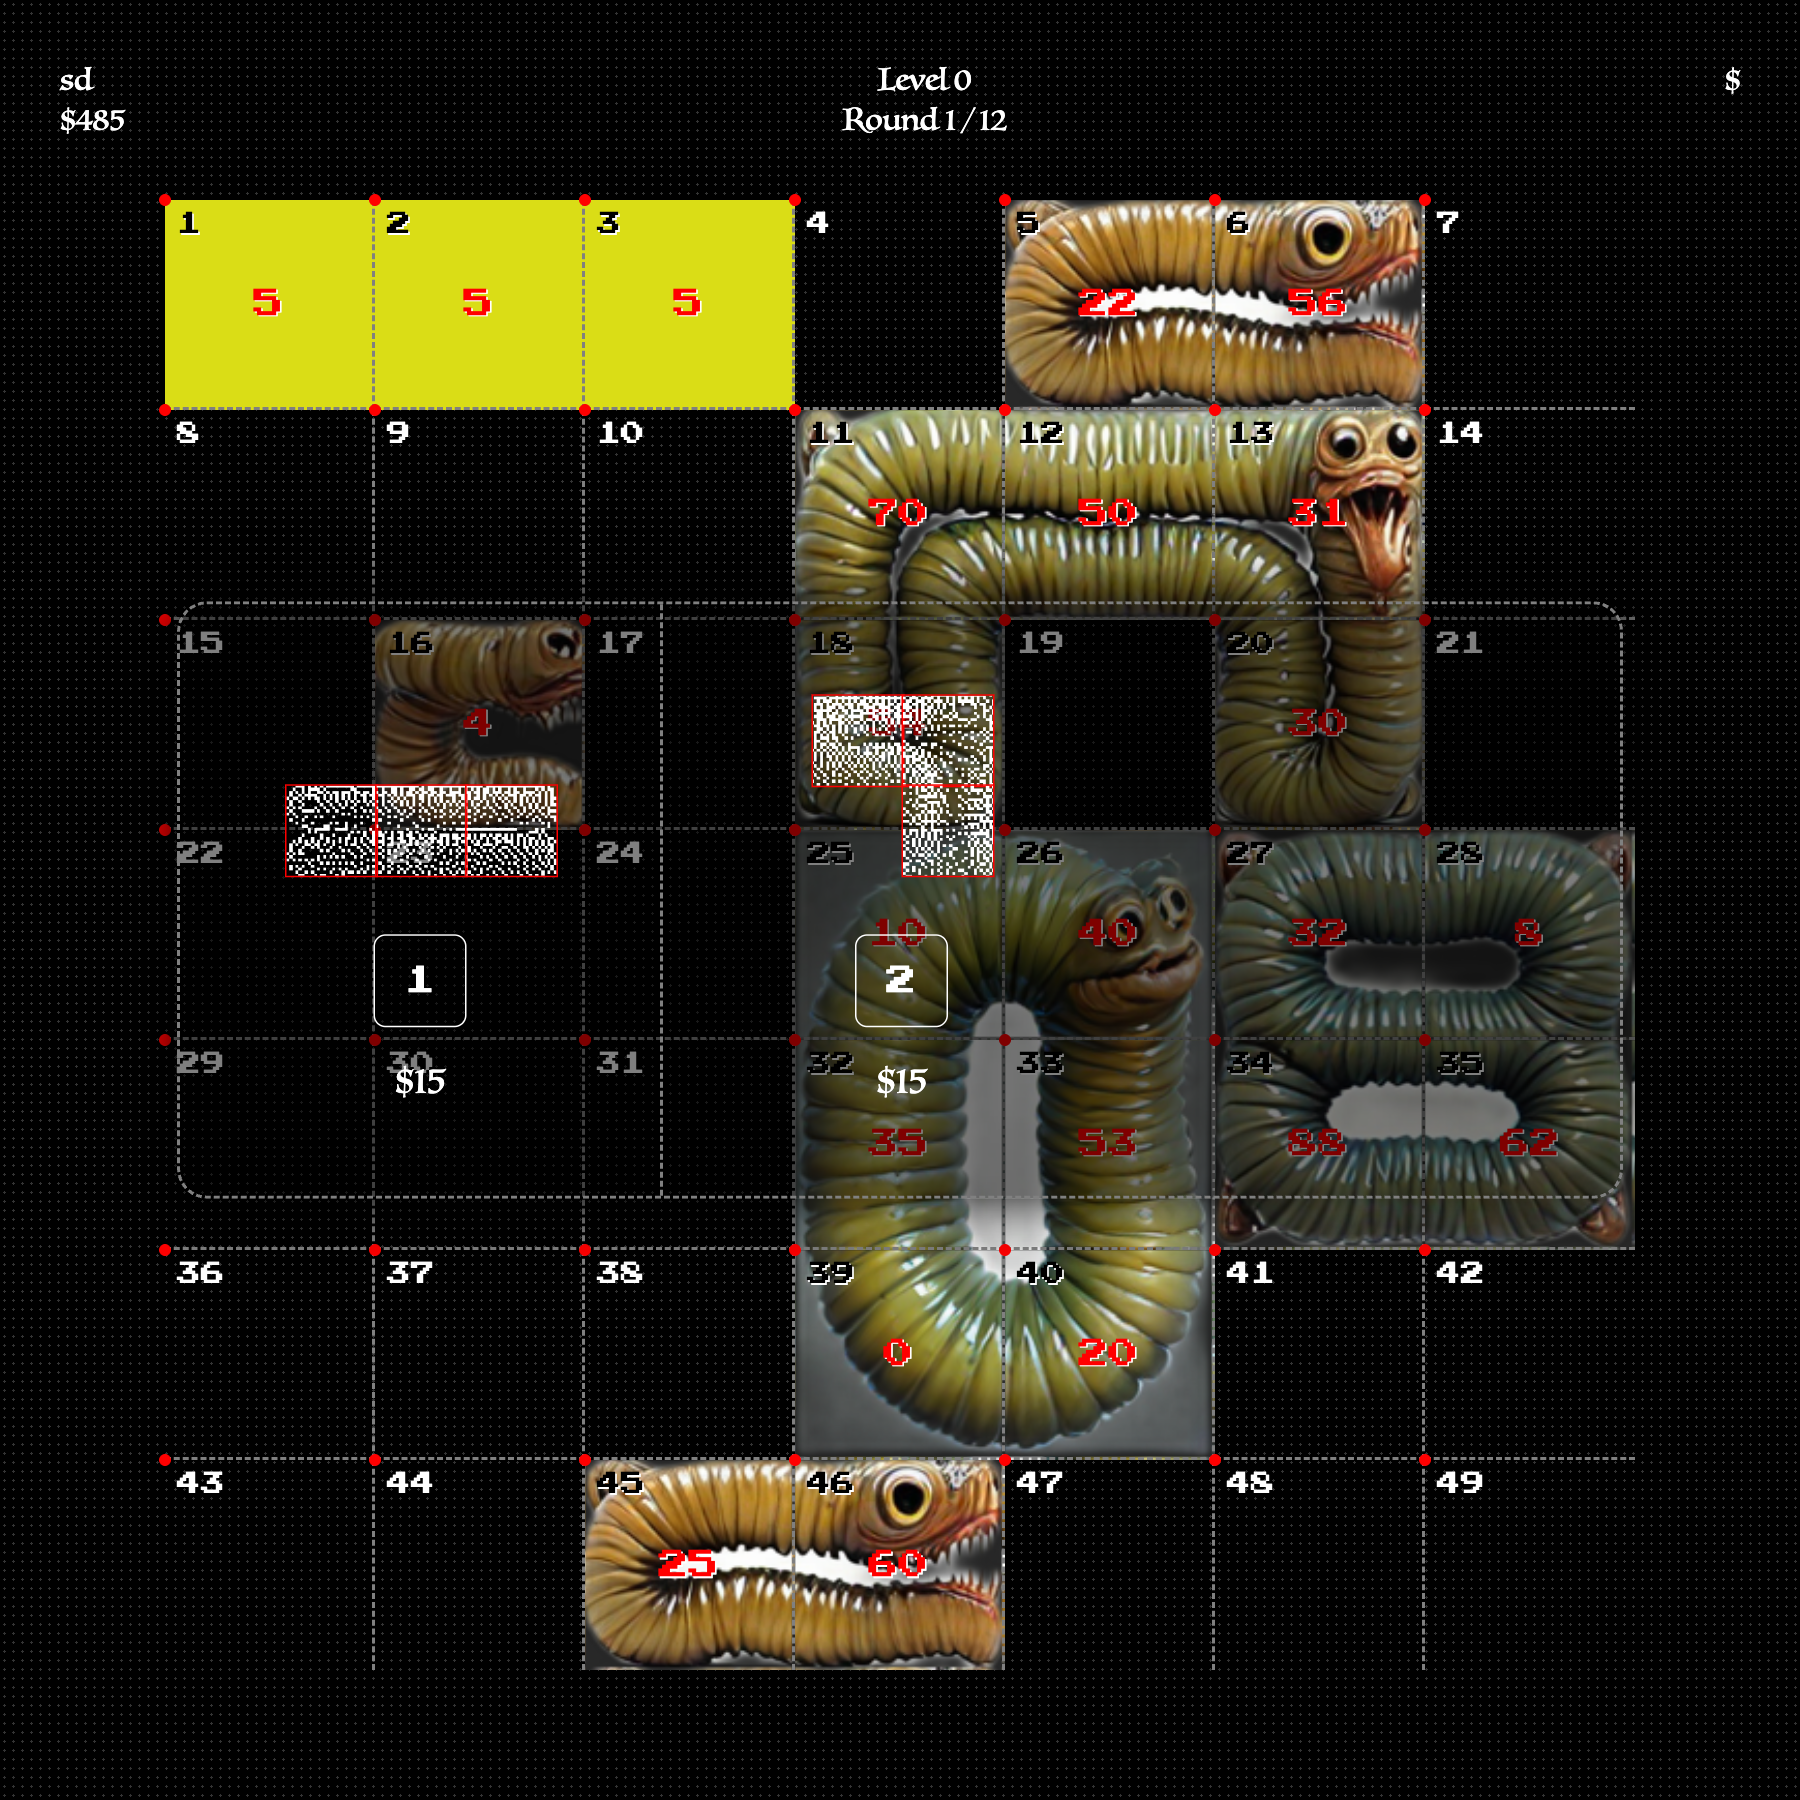 sd Level 0 $
$485 Round 1/12
1 2 3 4 5 6 7
5 5 5 22 56
8 9 10 11 12 13 14
70 50 31
15 16 17 18 19 20 21
4 30
22 23 24 25 26 27 28
10 40 32 8
1 2
29 30 31 32 33 34 35
$15 $15
35 53 88 62
36 37 38 39 40 41 42
0 20
43 44 45 46 47 48 49
25 60